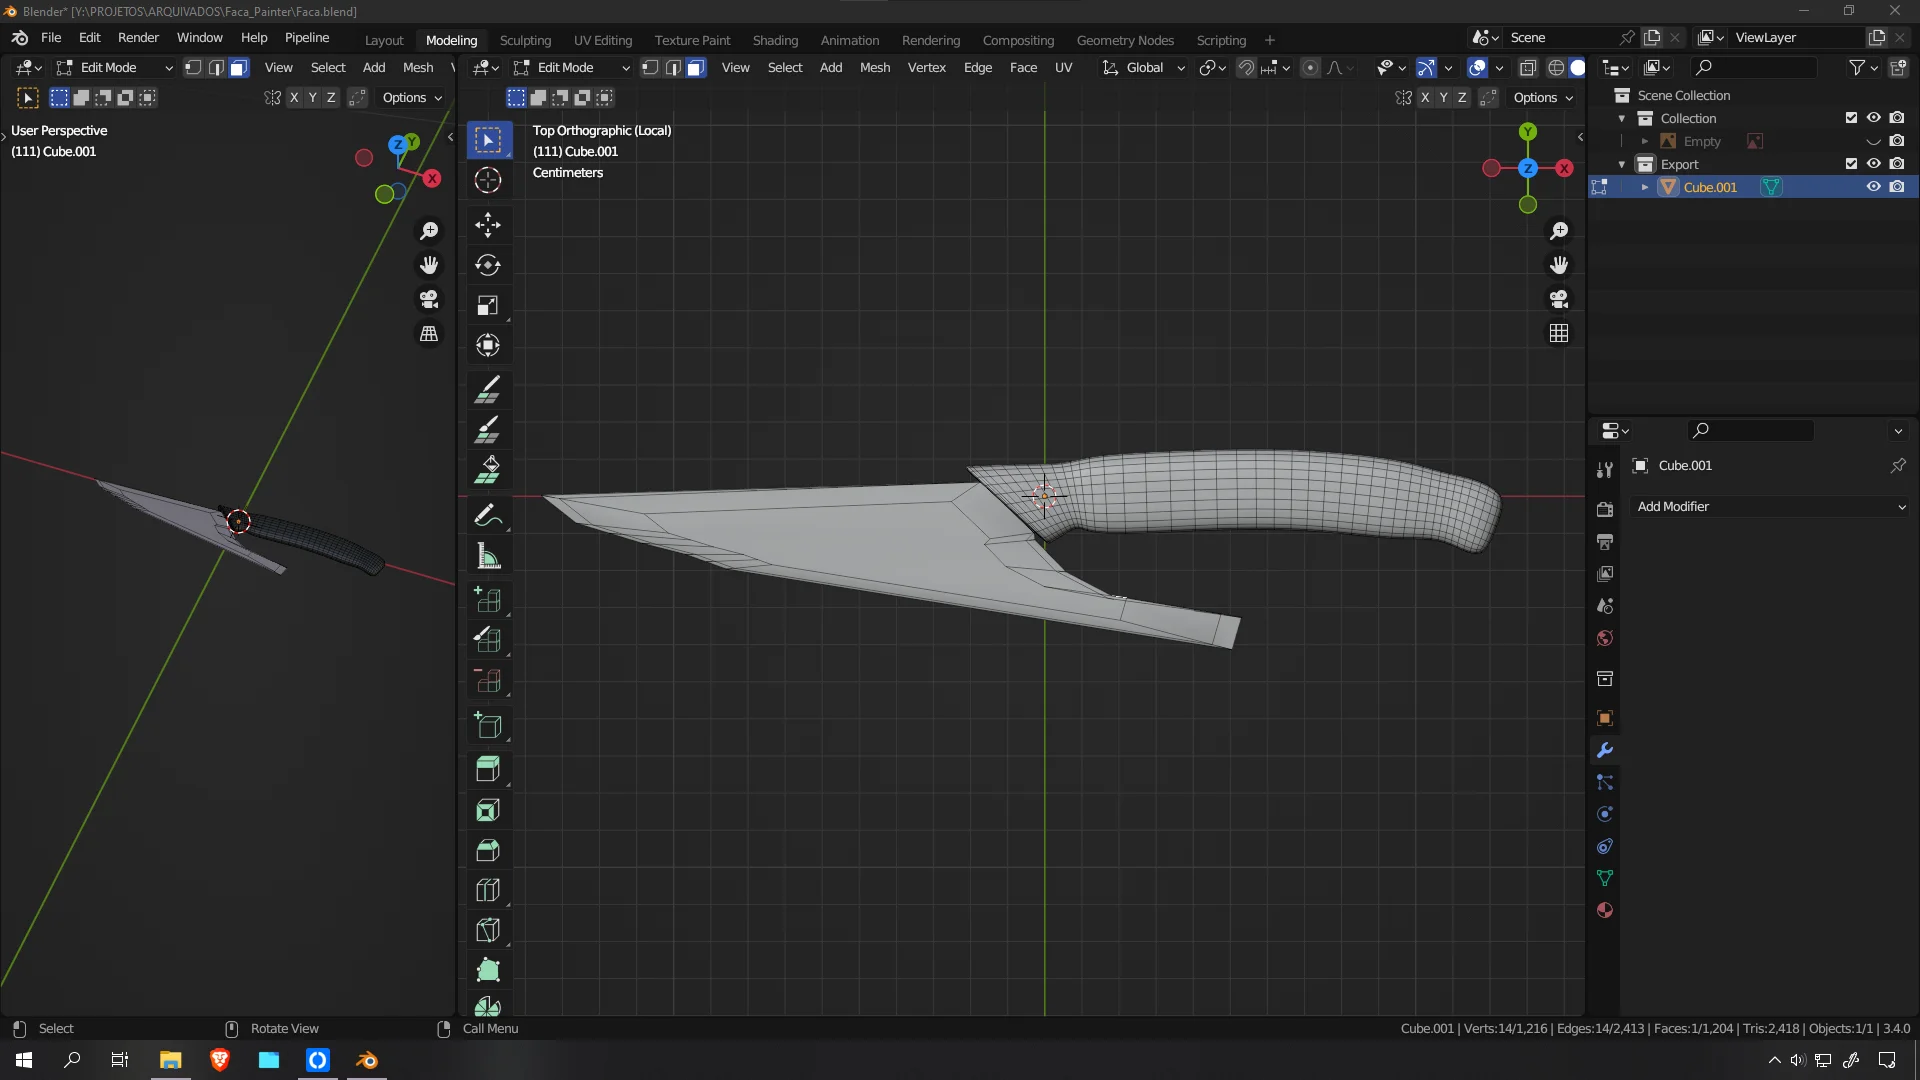 Blender* [Y:\PROJETOS\ARQUIVADOS\Faca_Painter\Faca.blend]
File Edit Render Window Help Pipeline
Layout Modeling Sculpting UV Editing Texture Paint Shading Animation Rendering Compositing Geometry Nodes Scripting +
Scene
ViewLayer
Edit Mode View Select Add Mesh
Edit Mode View Select Add Mesh Vertex Edge Face UV Global
X Y Z Options
X Y Z Options
User Perspective
(111) Cube.001
Z Y X
Top Orthographic (Local)
(111) Cube.001
Centimeters
Y
Z X
Scene Collection
Collection
Empty
Export
Cube.001
Cube.001
Add Modifier
Select Rotate View Call Menu
Cube.001 | Verts:14/1,216 | Edges:14/2,413 | Faces:1/1,204 | Tris:2,418 | Objects:1/1 | 3.4.0